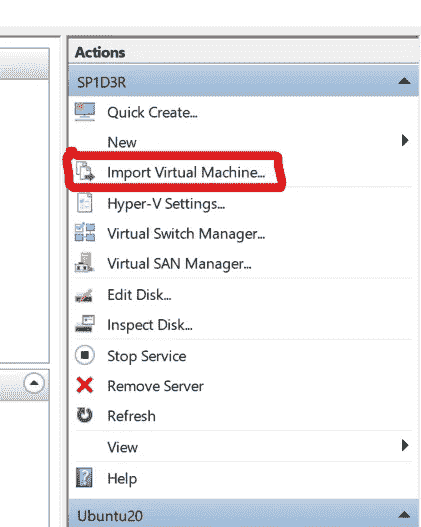 Actions
SP1D3R
Quick Create...
New
Import Virtual Machine...
Hyper-V Settings...
Virtual Switch Manager...
Virtual SAN Manager...
Edit Disk...
Inspect Disk...
Stop Service
Remove Server
Refresh
View
Help
Ubuntu20